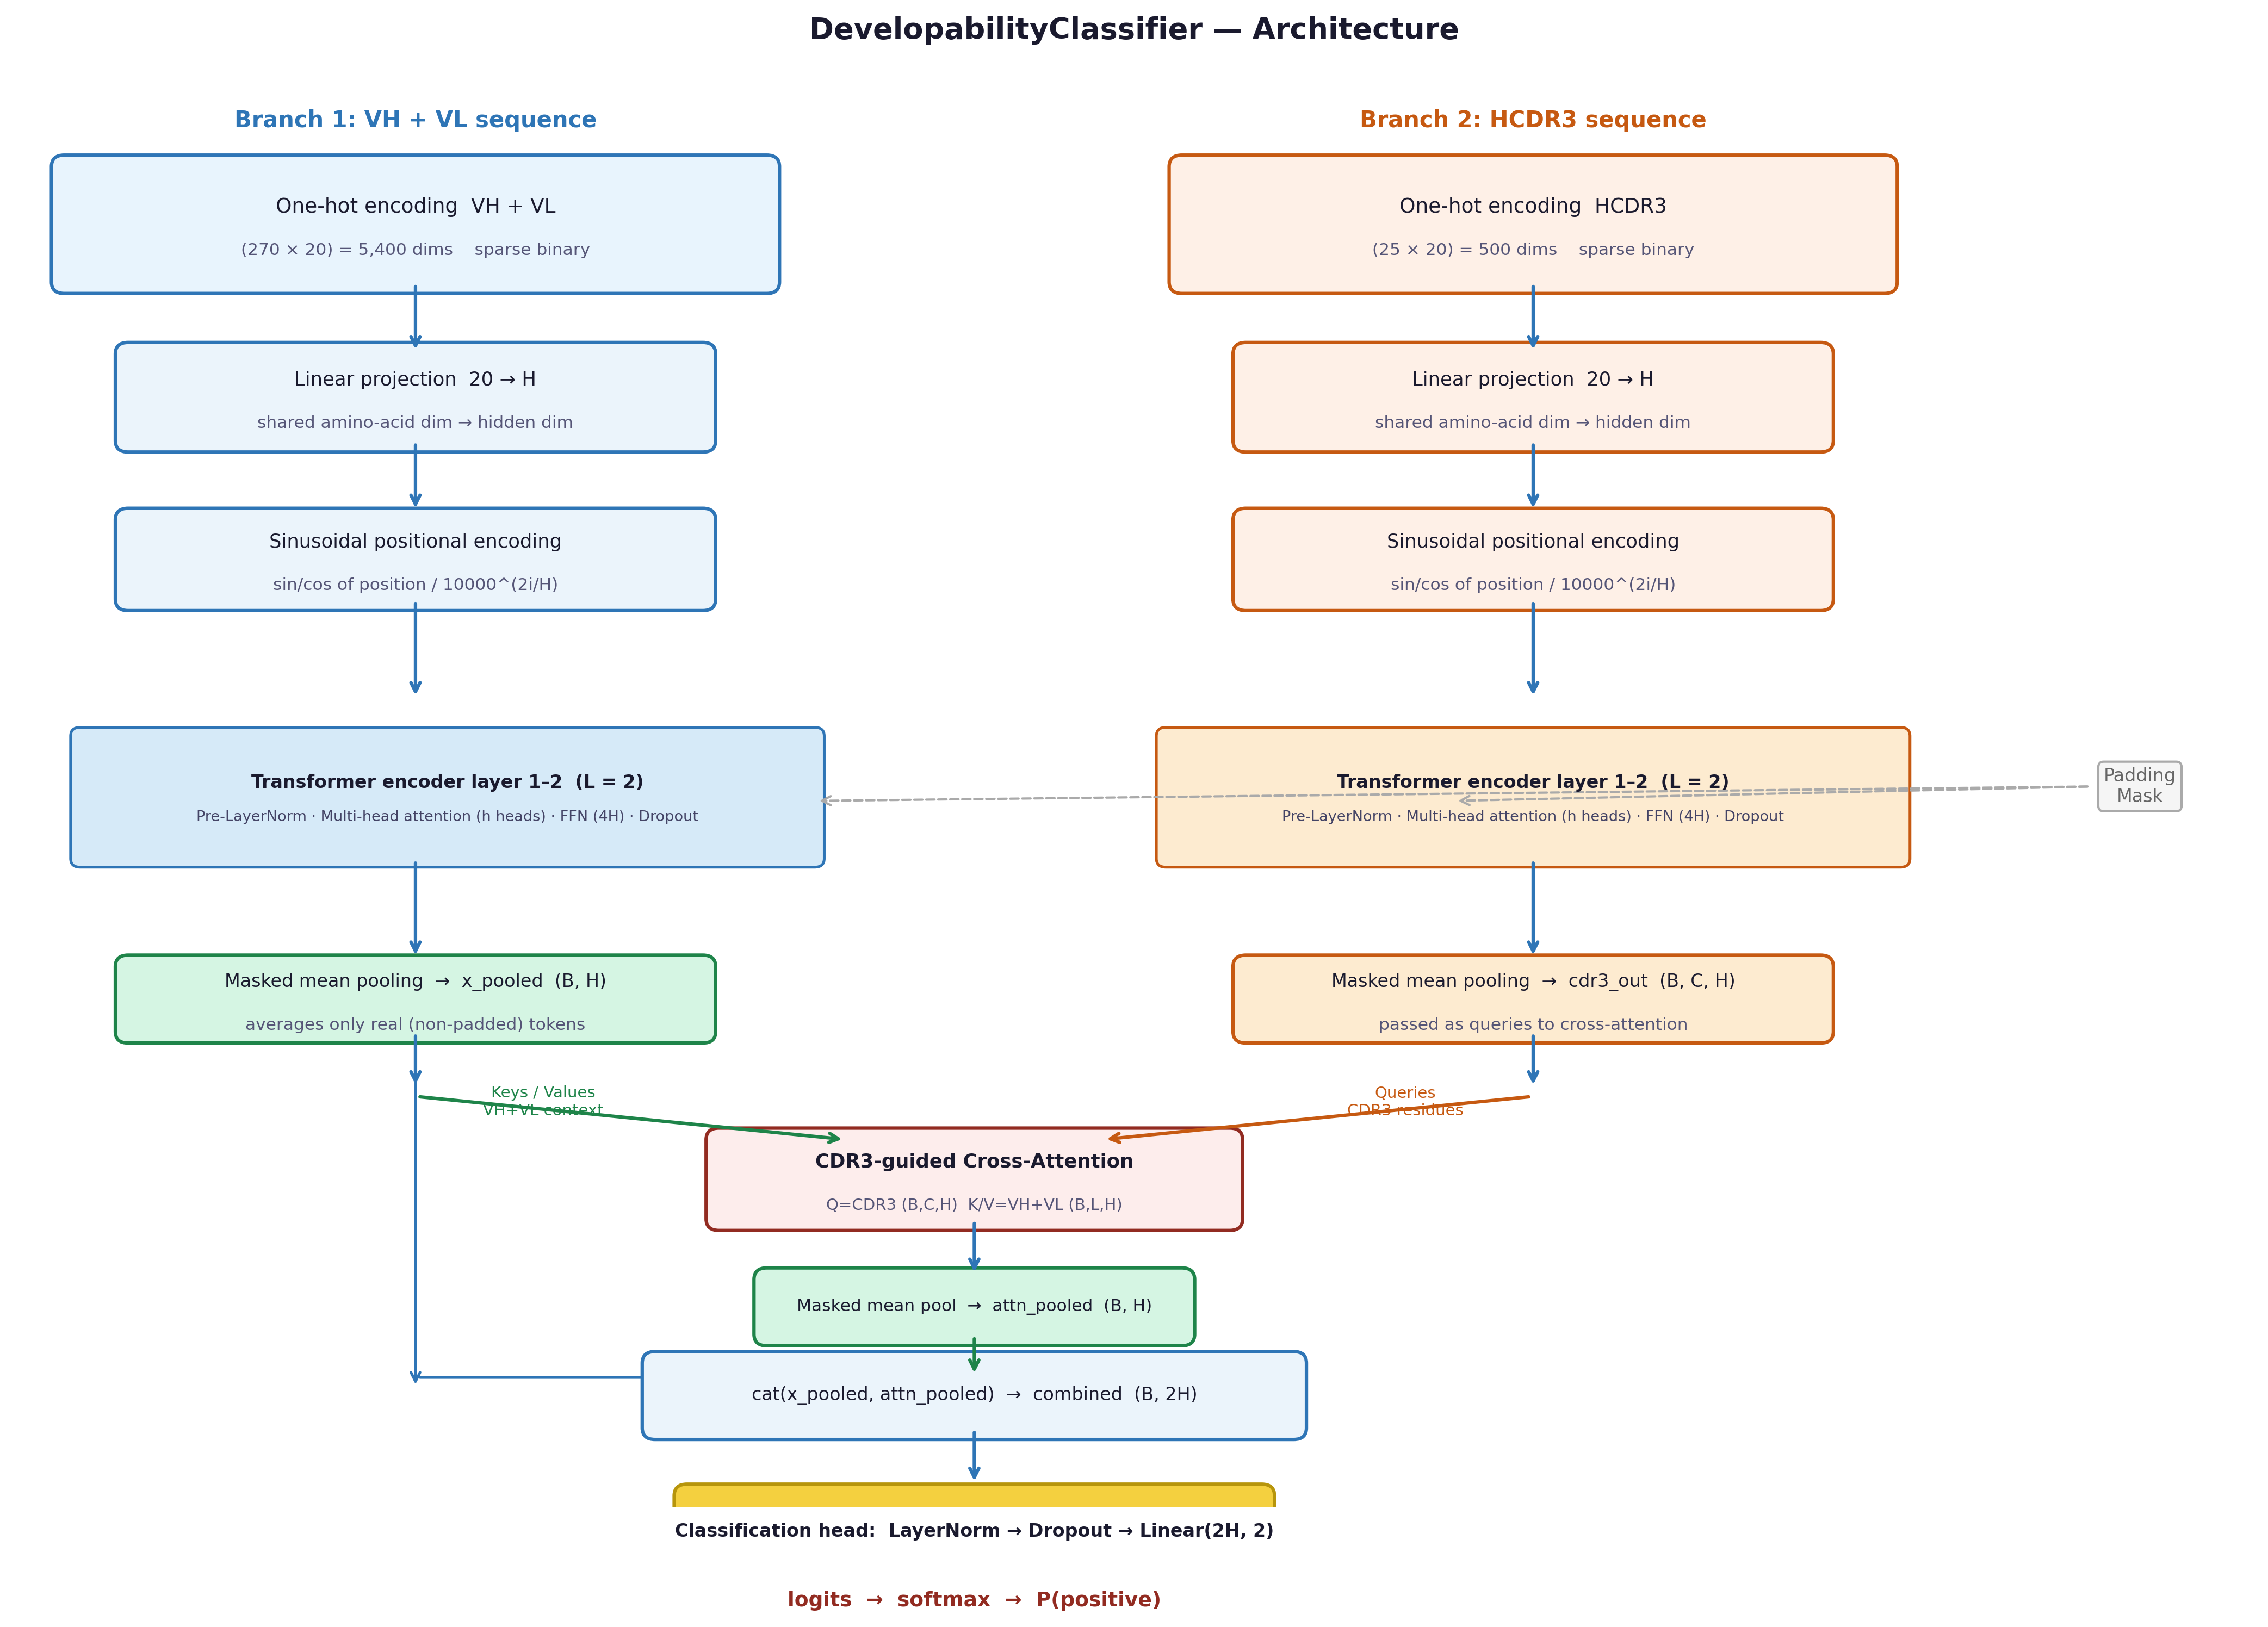 DevelopabilityClassifier — Architecture
Branch 1: VH + VL sequence
Branch 2: HCDR3 sequence
One-hot encoding  VH + VL
(270 × 20) = 5,400 dims    sparse binary
One-hot encoding  HCDR3
(25 × 20) = 500 dims    sparse binary
Linear projection  20 → H
shared amino-acid dim → hidden dim
Linear projection  20 → H
shared amino-acid dim → hidden dim
Sinusoidal positional encoding
sin/cos of position / 10000^(2i/H)
Sinusoidal positional encoding
sin/cos of position / 10000^(2i/H)
Transformer encoder layer 1–2  (L = 2)
Pre-LayerNorm · Multi-head attention (h heads) · FFN (4H) · Dropout
Transformer encoder layer 1–2  (L = 2)
Pre-LayerNorm · Multi-head attention (h heads) · FFN (4H) · Dropout
Padding
Mask
Masked mean pooling  →  x_pooled  (B, H)
averages only real (non-padded) tokens
Masked mean pooling  →  cdr3_out  (B, C, H)
passed as queries to cross-attention
Keys / Values
VH+VL context
Queries
CDR3 residues
CDR3-guided Cross-Attention
Q=CDR3 (B,C,H)  K/V=VH+VL (B,L,H)
Masked mean pool  →  attn_pooled  (B, H)
cat(x_pooled, attn_pooled)  →  combined  (B, 2H)
Classification head:  LayerNorm → Dropout → Linear(2H, 2)
logits  →  softmax  →  P(positive)